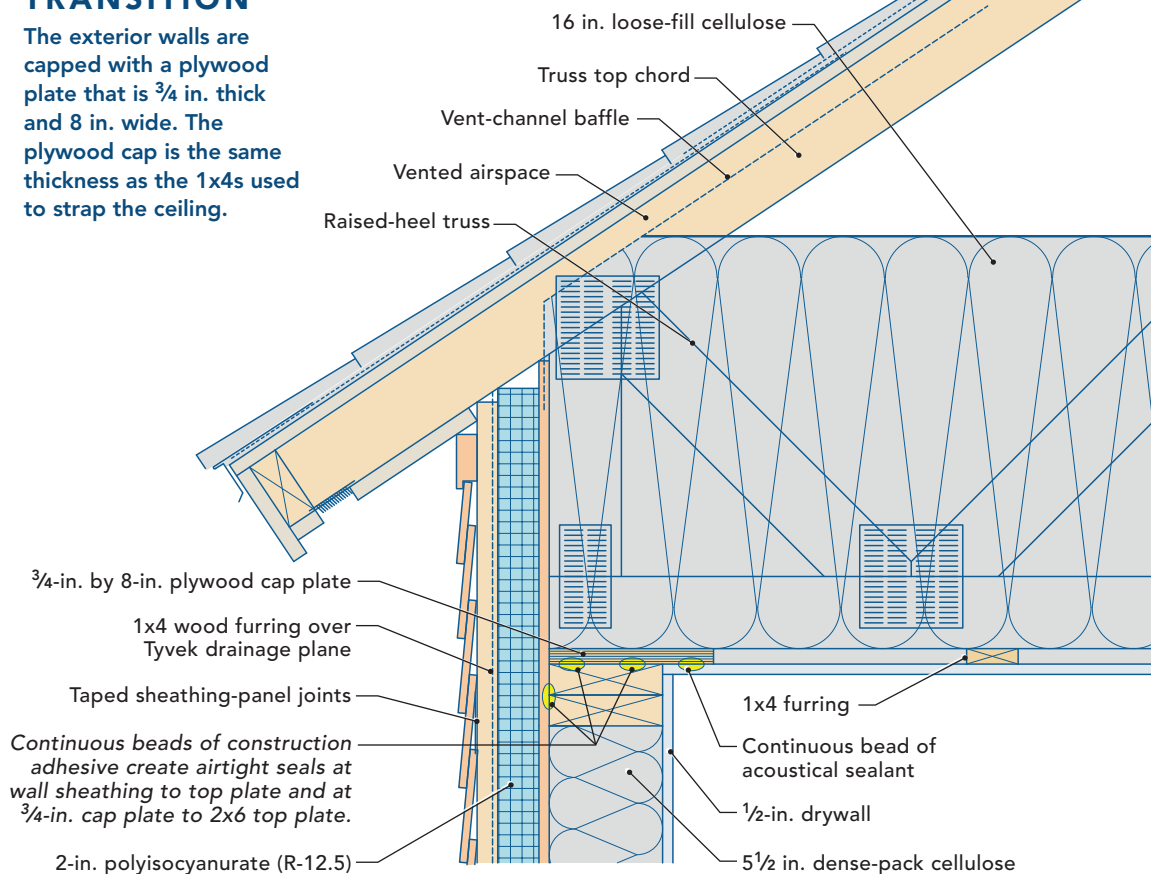 TRANSITION
The exterior walls are
capped with a plywood
plate that is ¾ in. thick
and 8 in. wide. The
plywood cap is the same
thickness as the 1x4s used
to strap the ceiling.
16 in. loose-fill cellulose
Truss top chord
Vent-channel baffle
Vented airspace
Raised-heel truss
¾-in. by 8-in. plywood cap plate
1x4 wood furring over
Tyvek drainage plane
Taped sheathing-panel joints
Continuous beads of construction
adhesive create airtight seals at
wall sheathing to top plate and at
¾-in. cap plate to 2x6 top plate.
2-in. polyisocyanurate (R-12.5)
1x4 furring
Continuous bead of
acoustical sealant
½-in. drywall
5½ in. dense-pack cellulose